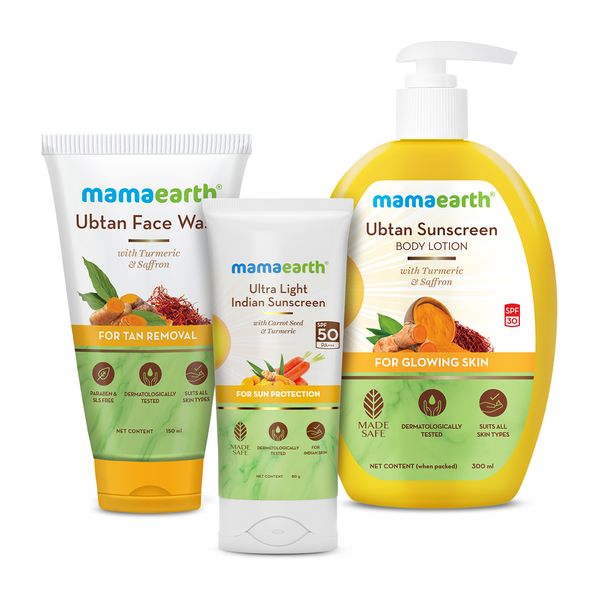 mamaearth®
Ubtan Face Was
with Turmeric
& Saffron
FOR TAN REMOVAL
PARABEN &
SLS FREE
DERMATOLOGICALLY
TESTED
SUITS ALL
SKIN TYPES
NET CONTENT 150 ml
mamaearth®
Ultra Light
Indian Sunscreen
with Carrot Seed
& Turmeric
SPF
50
PA+++
FOR SUN PROTECTION
MADE
SAFE
DERMATOLOGICALLY
TESTED
FOR
INDIAN SKIN
NET CONTENT 80 g
mamaearth®
Ubtan Sunscreen
BODY LOTION
with Turmeric
& Saffron
SPF
30
FOR GLOWING SKIN
MADE
SAFE
DERMATOLOGICALLY
TESTED
SUITS ALL
SKIN TYPES
NET CONTENT (when packed) 300 ml